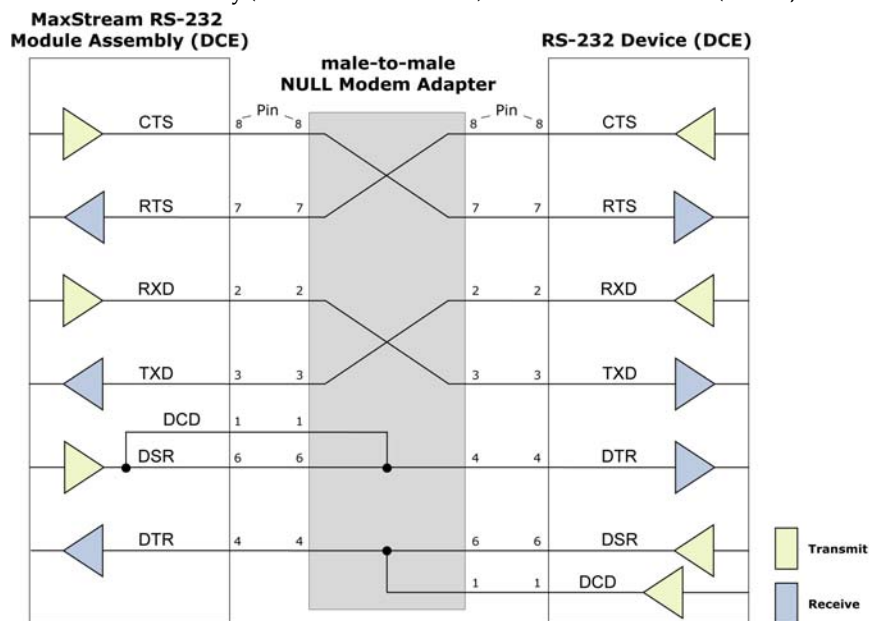 MaxStream RS-232
Module Assembly (DCE)
RS-232 Device (DCE)
male-to-male
NULL Modem Adapter
CTS 8 Pin 8 8 Pin 8 CTS
RTS 7 7 7 7 RTS
RXD 2 2 2 2 RXD
TXD 3 3 3 3 TXD
DCD 1 1
DSR 6 6 4 4 DTR
DTR 4 4 6 6 DSR
1 1 DCD
Transmit
Receive